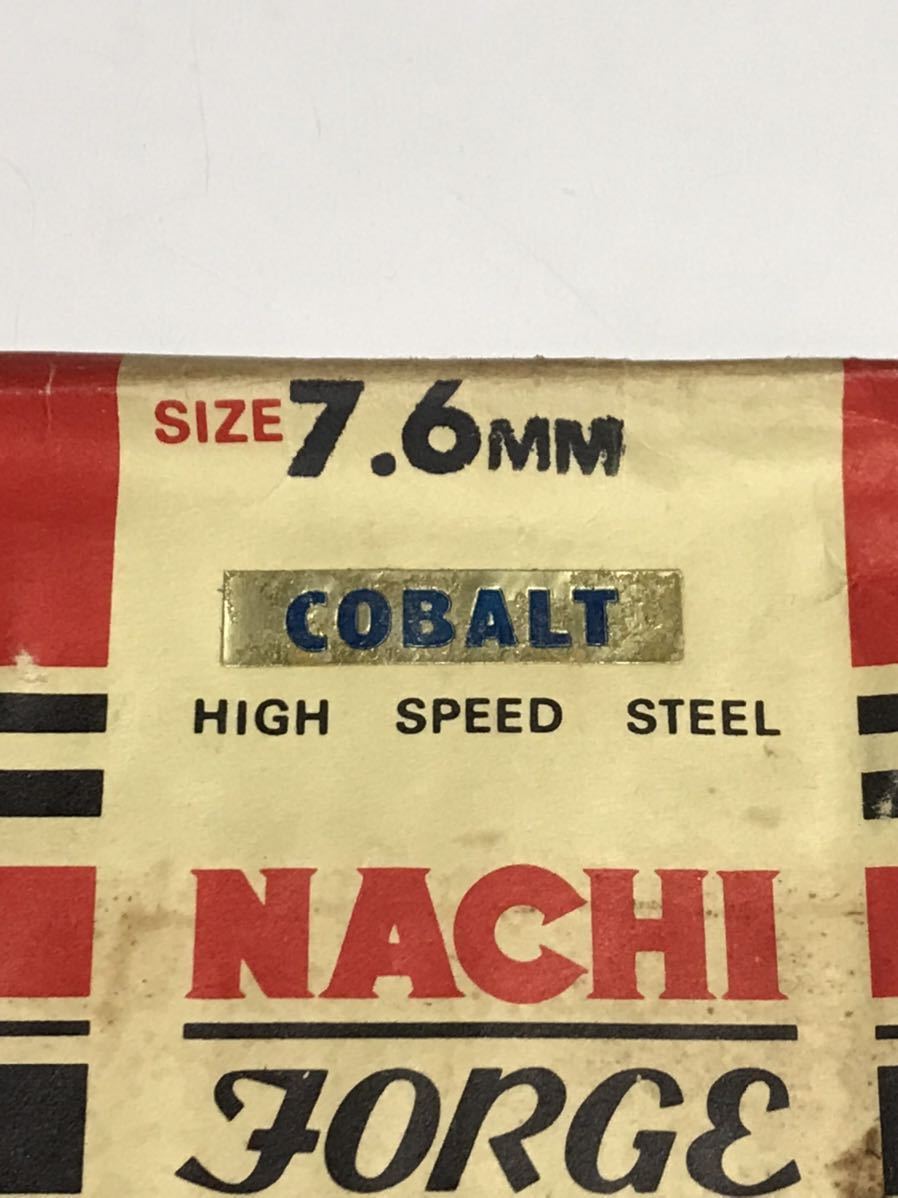 SIZE 7.6MM
COBALT
HIGH SPEED STEEL
NACHI
FORGE